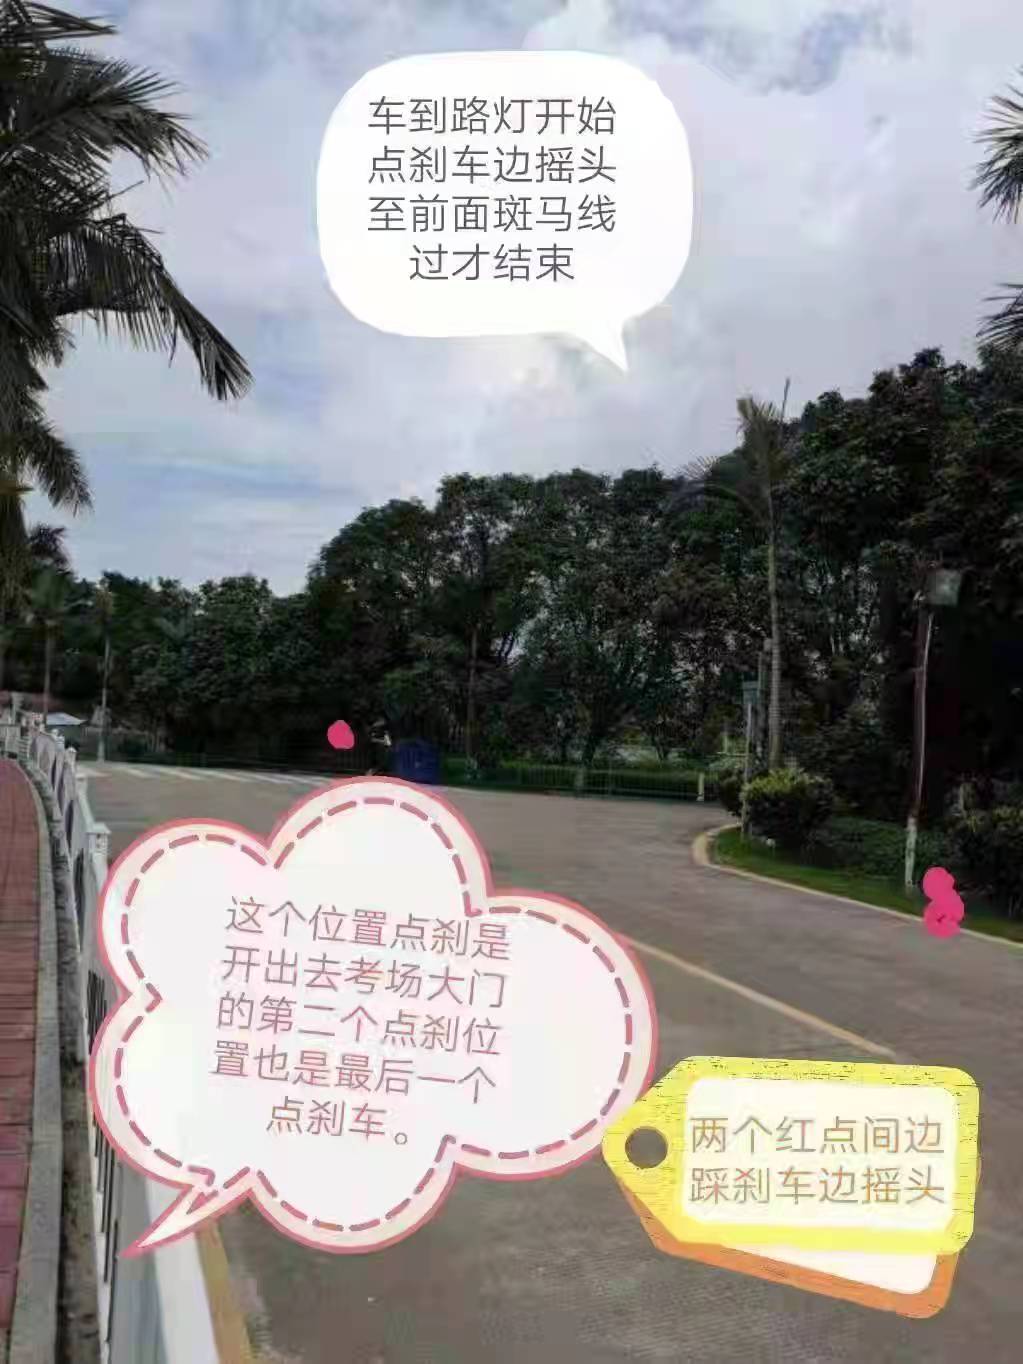 车到路灯开始
点刹车边摇头
至前面斑马线
过才结束
这个位置点刹是
开出去考场大门
的第二个点刹位
置也是最后一个
点刹车。
两个红点间边
踩刹车边摇头